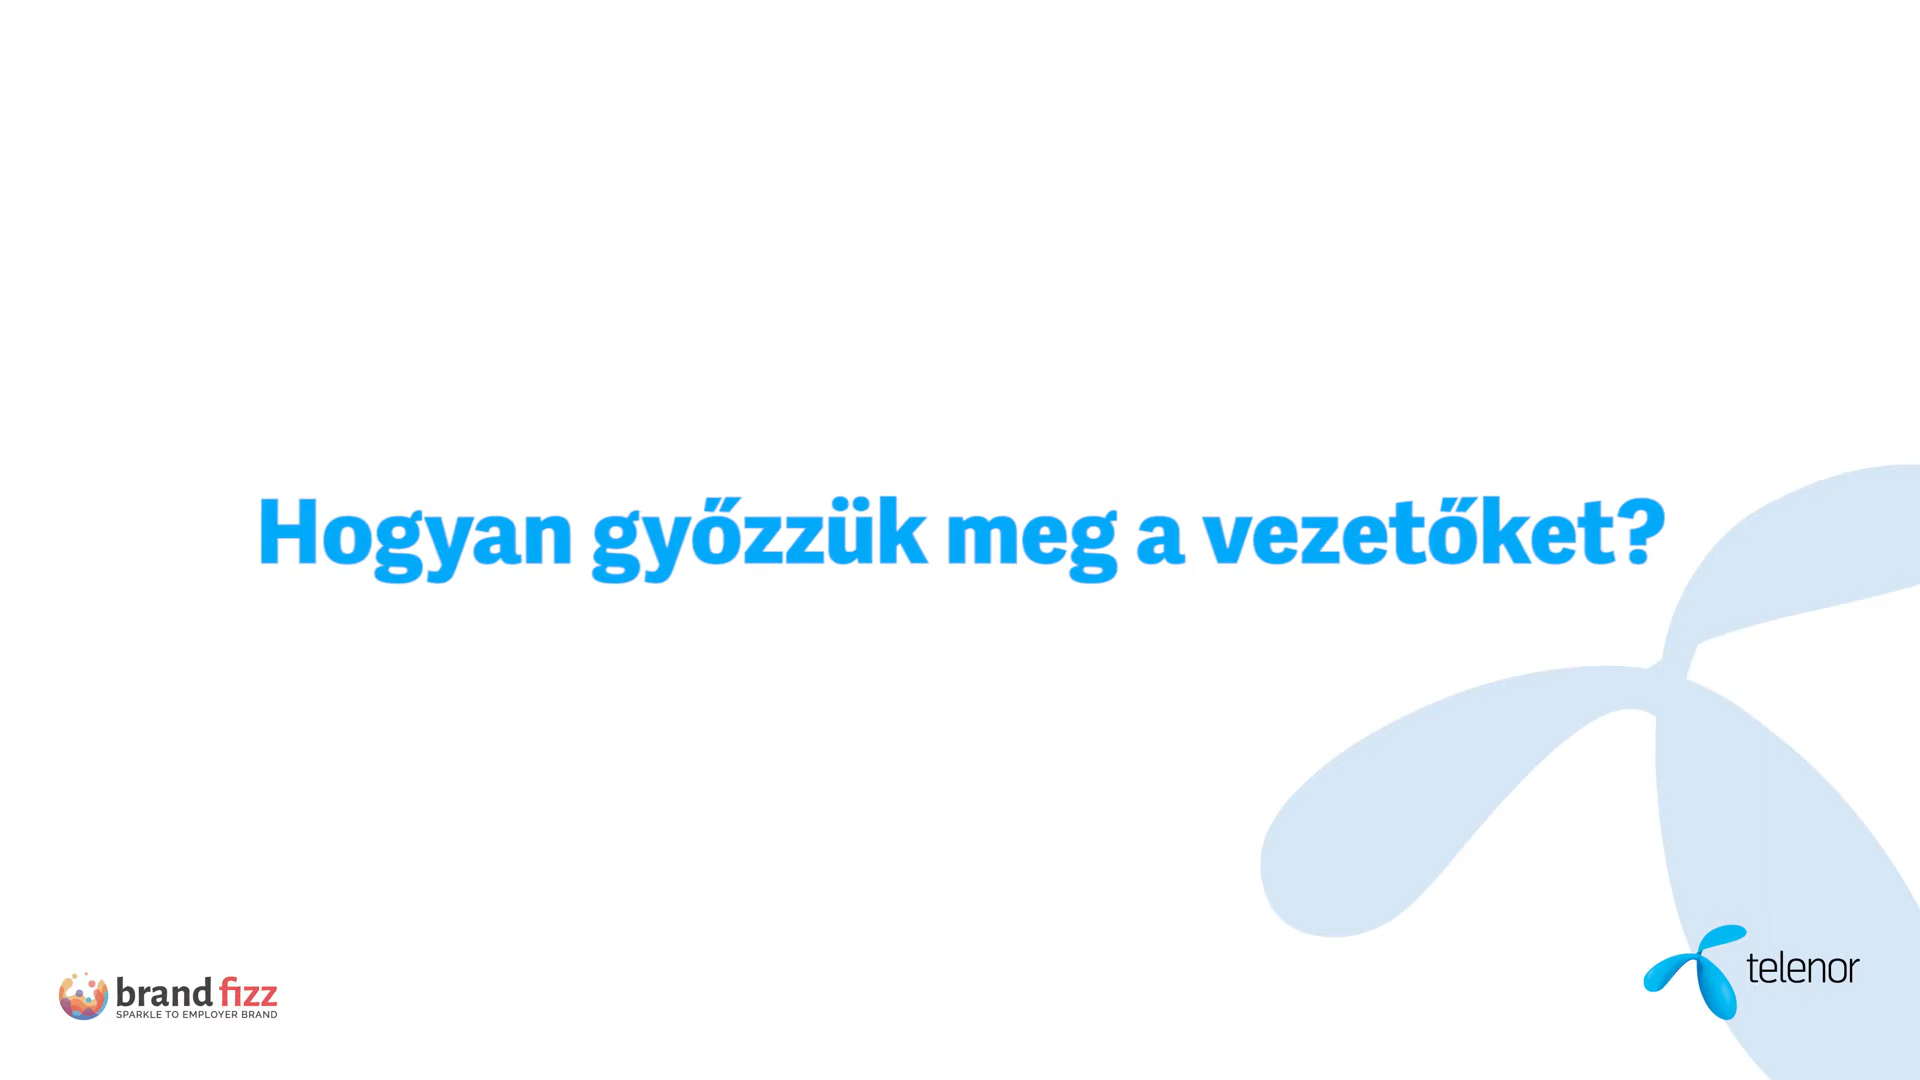 Hogyan győzzük meg a vezetőket?
brand fizz
SPARKLE TO EMPLOYER BRAND
telenor